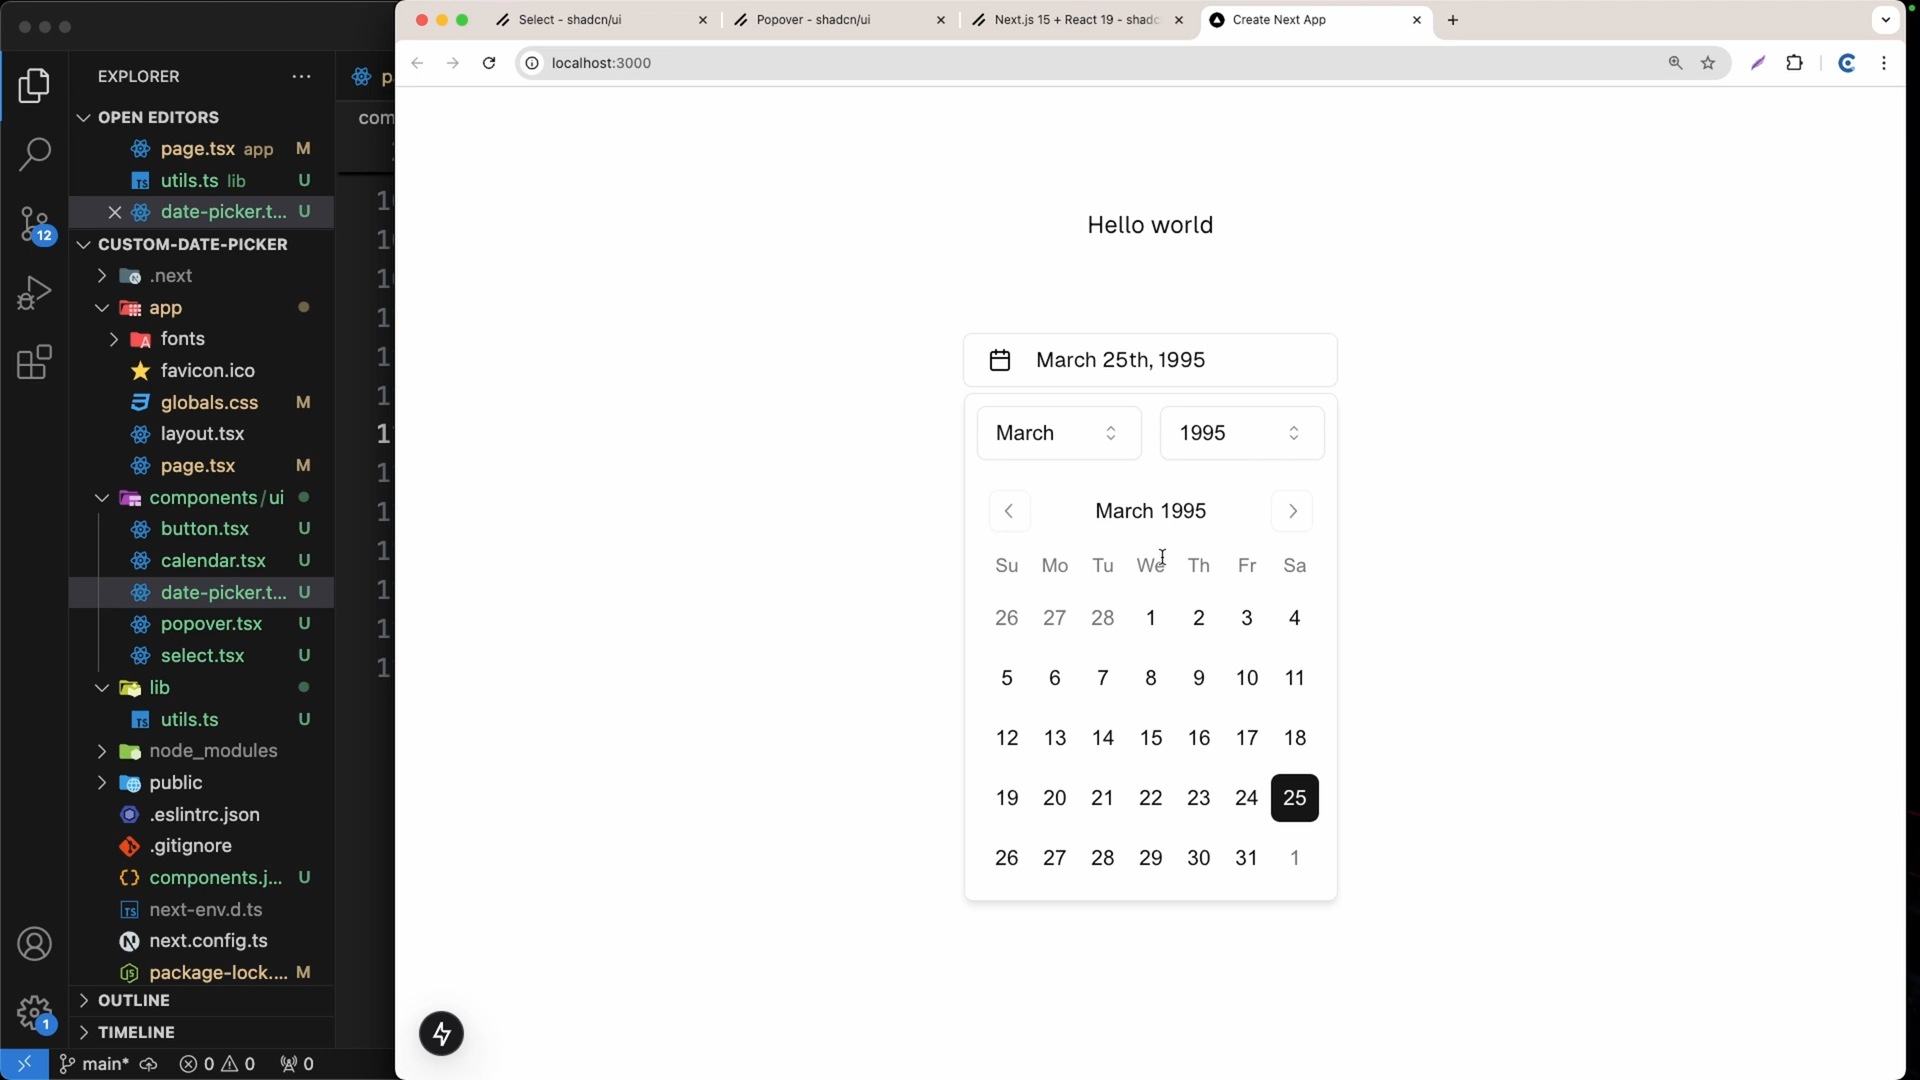 EXPLORER
OPEN EDITORS
page.tsx app M
utils.ts lib U
date-picker.t... U
CUSTOM-DATE-PICKER
.next
app
fonts
favicon.ico
globals.css M
layout.tsx
page.tsx M
components/ui
button.tsx U
calendar.tsx U
date-picker.t... U
popover.tsx U
select.tsx U
lib
utils.ts U
node_modules
public
.eslintrc.json
.gitignore
components.j... U
next-env.d.ts
next.config.ts
package-lock.... M
OUTLINE
TIMELINE
12
1
main* 0 0 0
com
Select - shadcn/ui
Popover - shadcn/ui
Next.js 15 + React 19 - shadc
Create Next App
localhost:3000
Hello world
March 25th, 1995
March 1995
March 1995
Su Mo Tu We Th Fr Sa
26 27 28 1 2 3 4
5 6 7 8 9 10 11
12 13 14 15 16 17 18
19 20 21 22 23 24 25
26 27 28 29 30 31 1